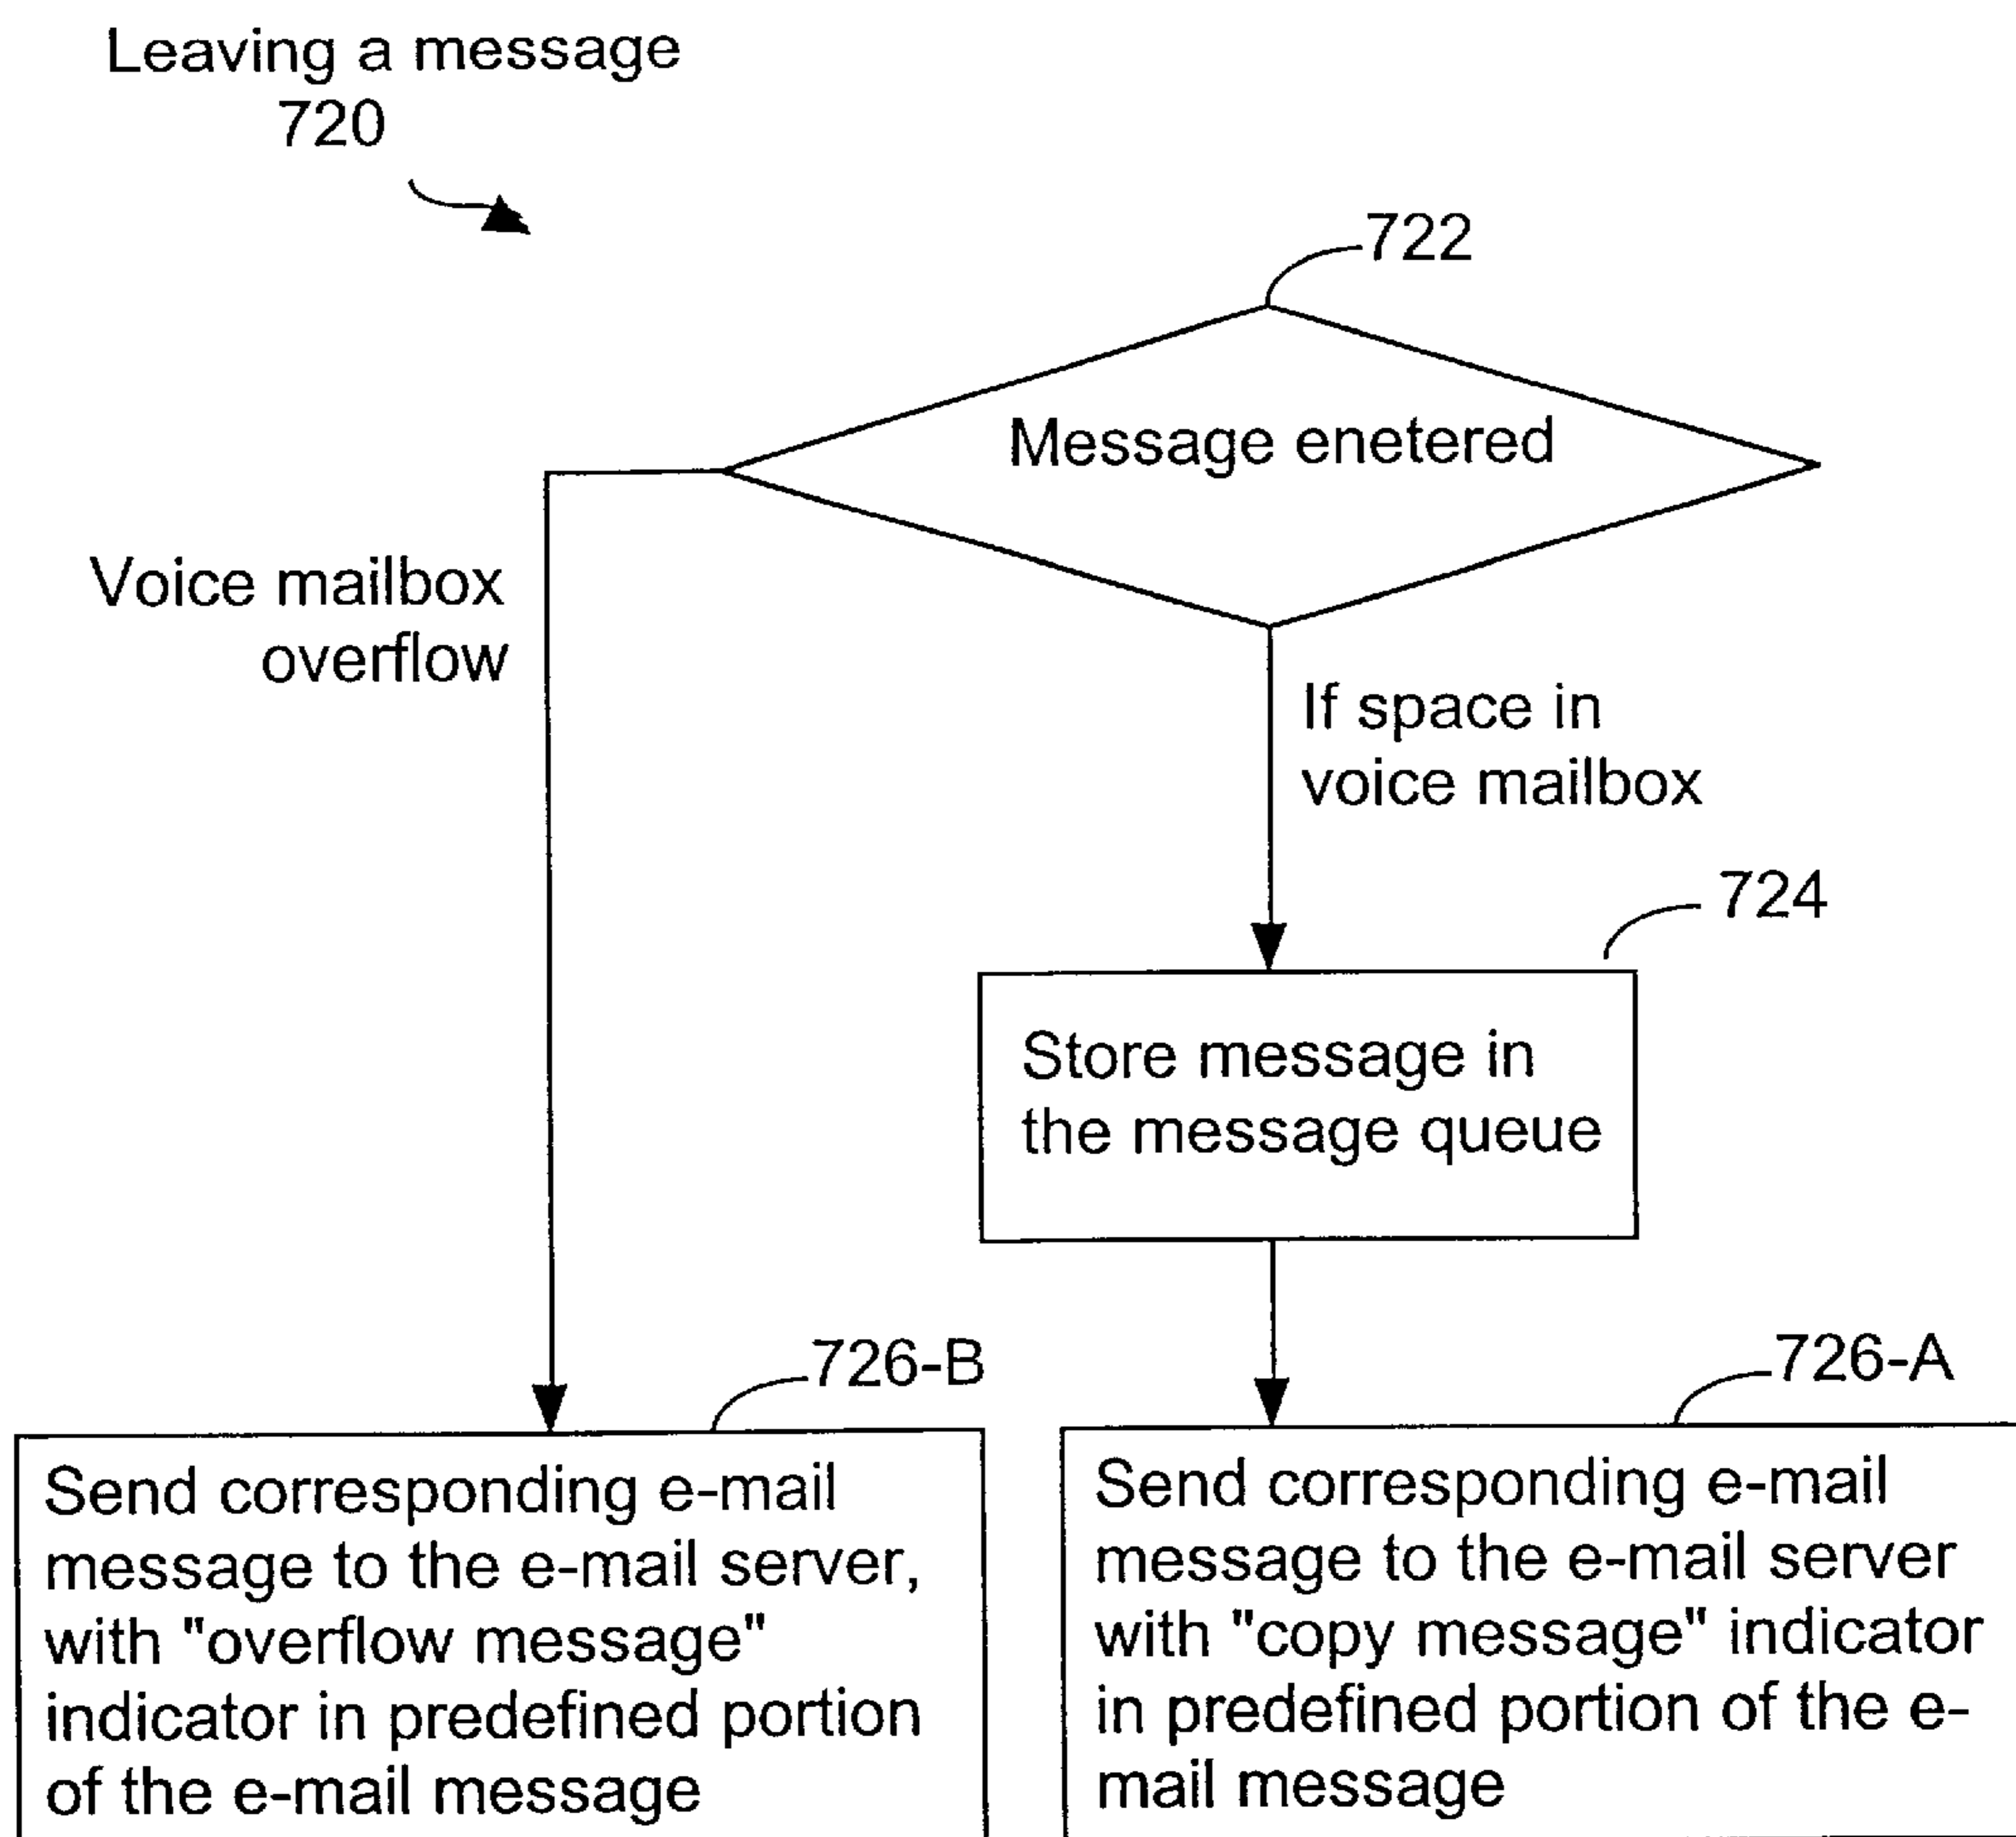 Leaving a message
720
722
Message enetered
Voice mailbox
overflow
If space in
voice mailbox
724
Store message in
the message queue
726-B
726-A
Send corresponding e-mail
message to the e-mail server,
with "overflow message"
indicator in predefined portion
of the e-mail message
Send corresponding e-mail
message to the e-mail server
with "copy message" indicator
in predefined portion of the e-
mail message